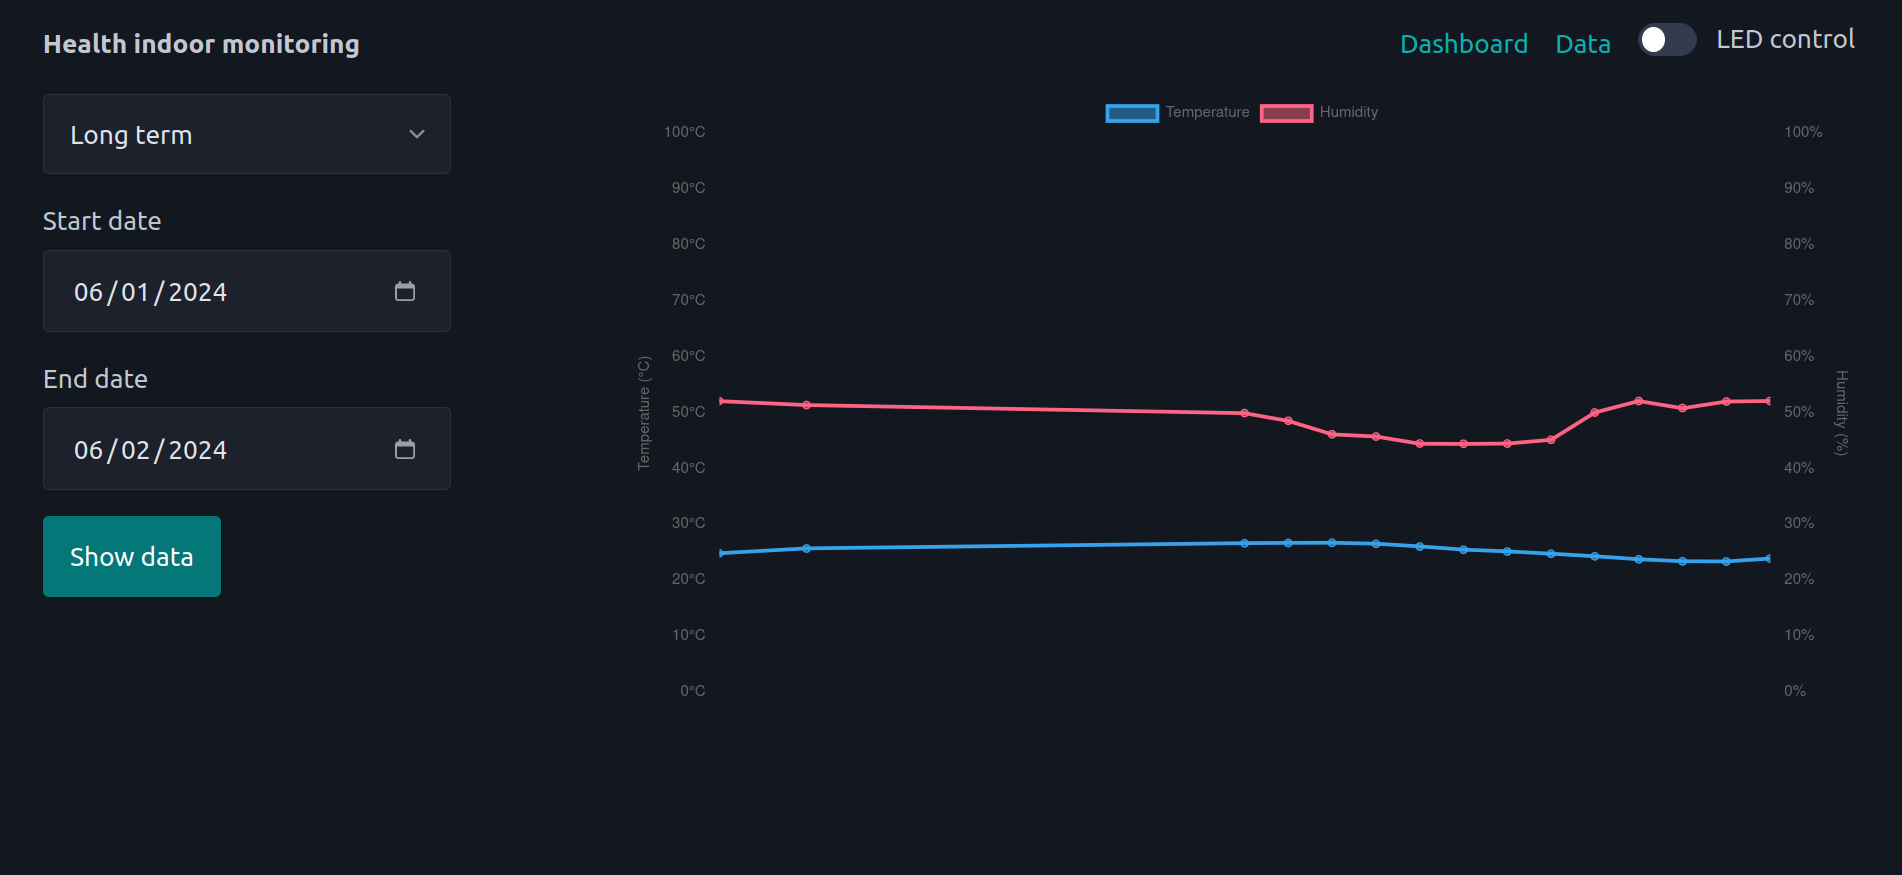 Health indoor monitoring
Dashboard Data LED control
Long term
Start date
06/01/2024
End date
06/02/2024
Show data
Temperature Humidity
Temperature (°C)
100°C
90°C
80°C
70°C
60°C
50°C
40°C
30°C
20°C
10°C
0°C
100%
90%
80%
70%
60%
50%
40%
30%
20%
10%
0%
Humidity (%)